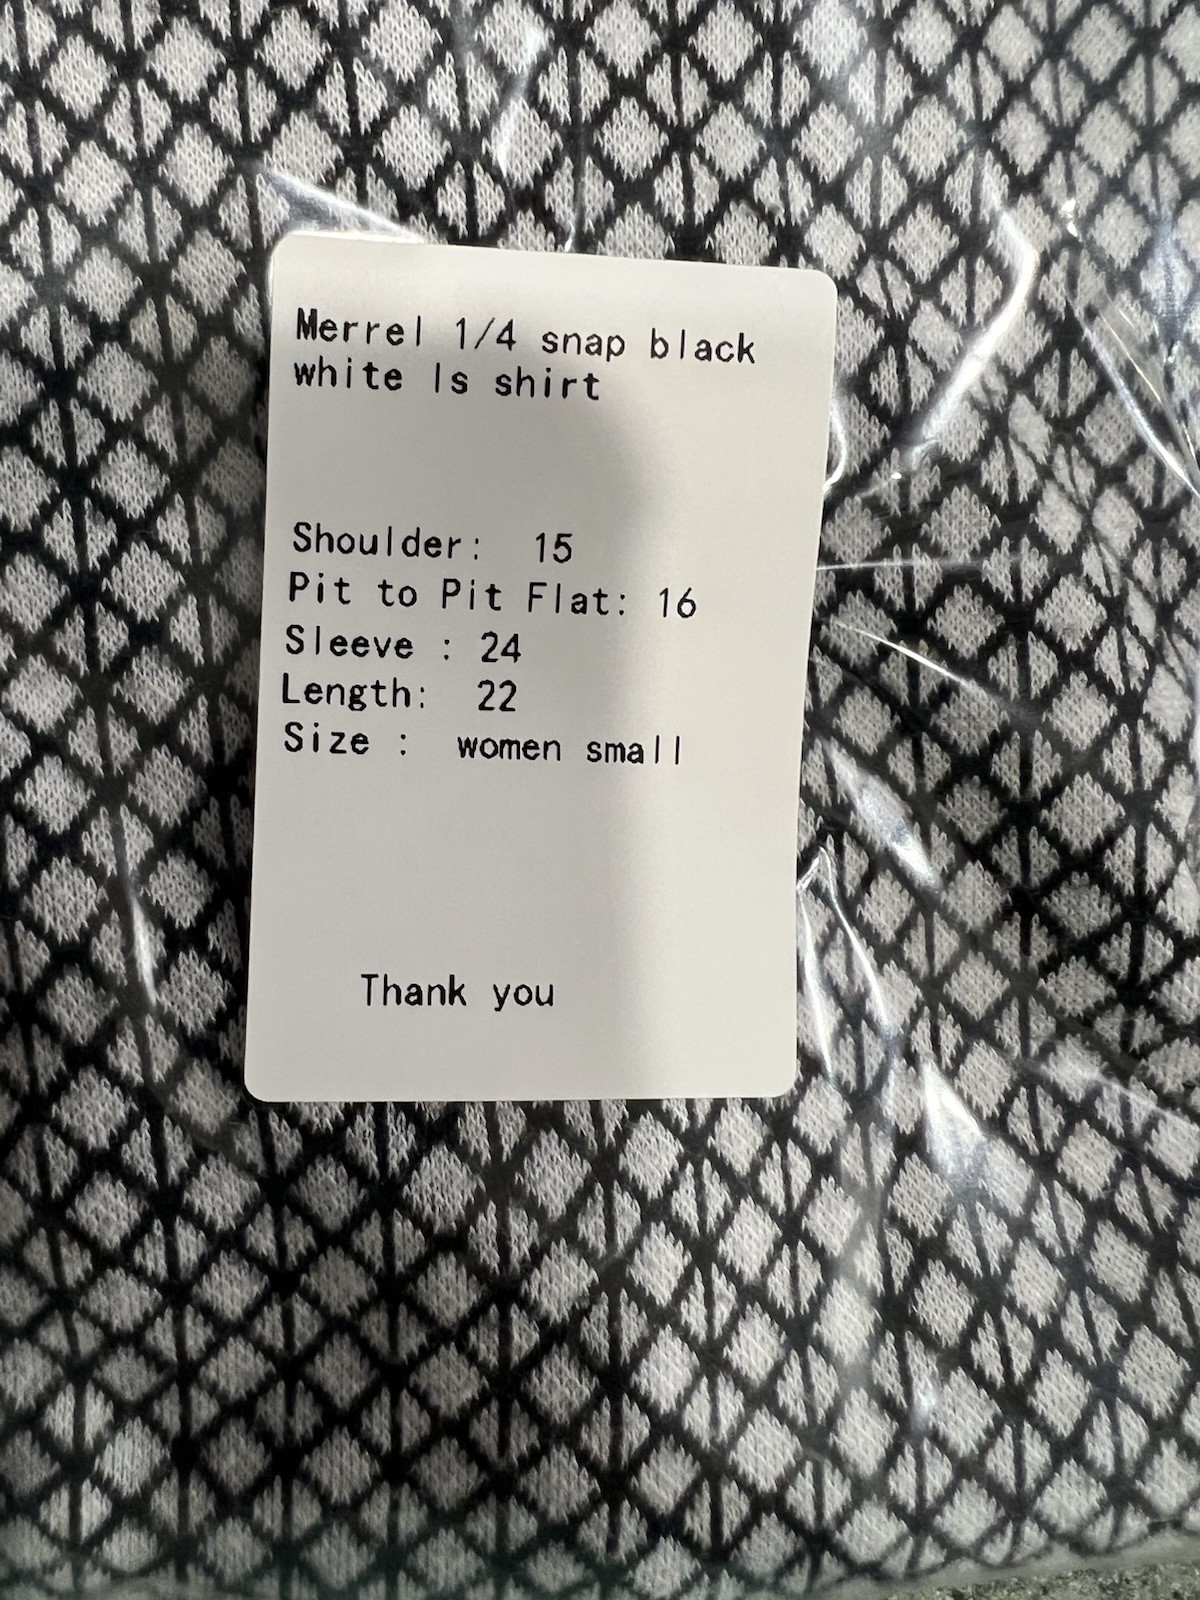 Merrel 1/4 snap black
white ls shirt
Shoulder: 15
Pit to Pit Flat: 16
Sleeve : 24
Length: 22
Size : women small
Thank you